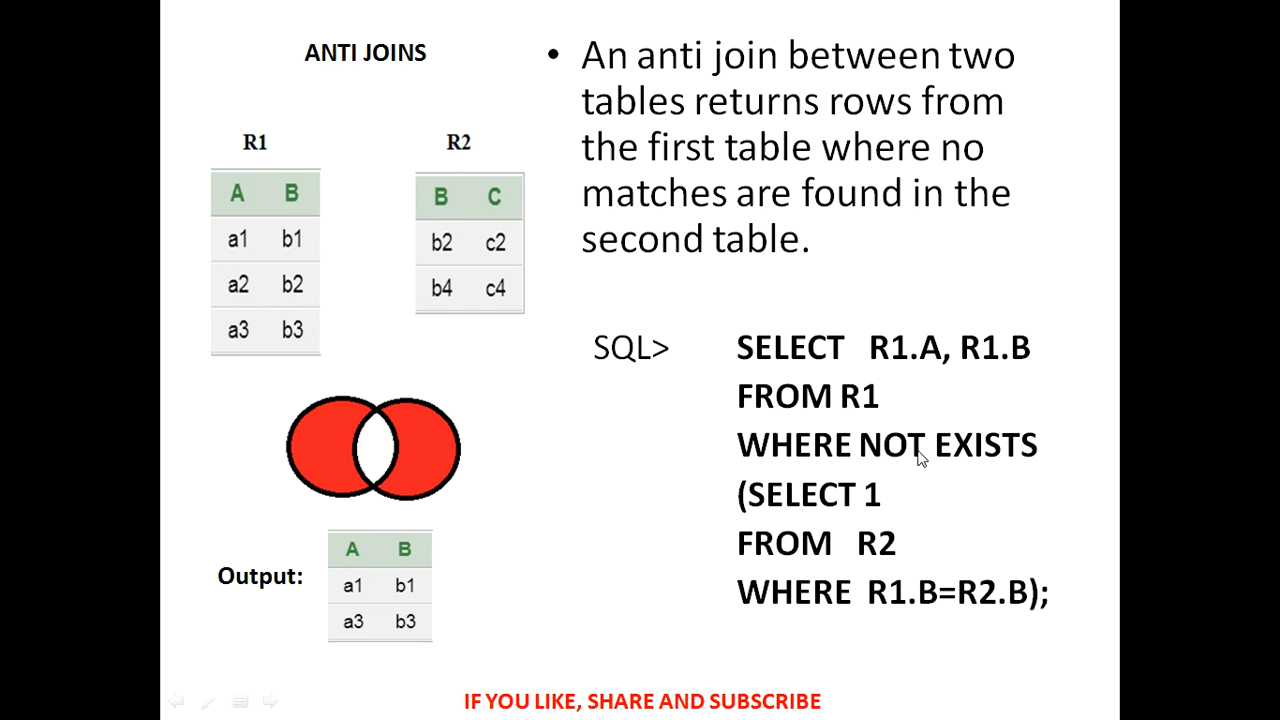 ANTI JOINS
R1
A B
a1 b1
a2 b2
a3 b3
R2
B C
b2 c2
b4 c4
Output:
A B
a1 b1
a3 b3
• An anti join between two
tables returns rows from
the first table where no
matches are found in the
second table.
SQL> SELECT R1.A, R1.B
FROM R1
WHERE NOT EXISTS
(SELECT 1
FROM R2
WHERE R1.B=R2.B);
IF YOU LIKE, SHARE AND SUBSCRIBE